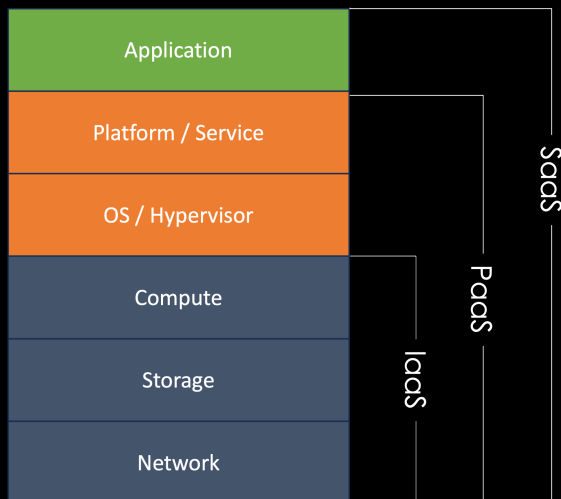 Application
Platform / Service
OS / Hypervisor
Compute
Storage
Network
IaaS
PaaS
SaaS